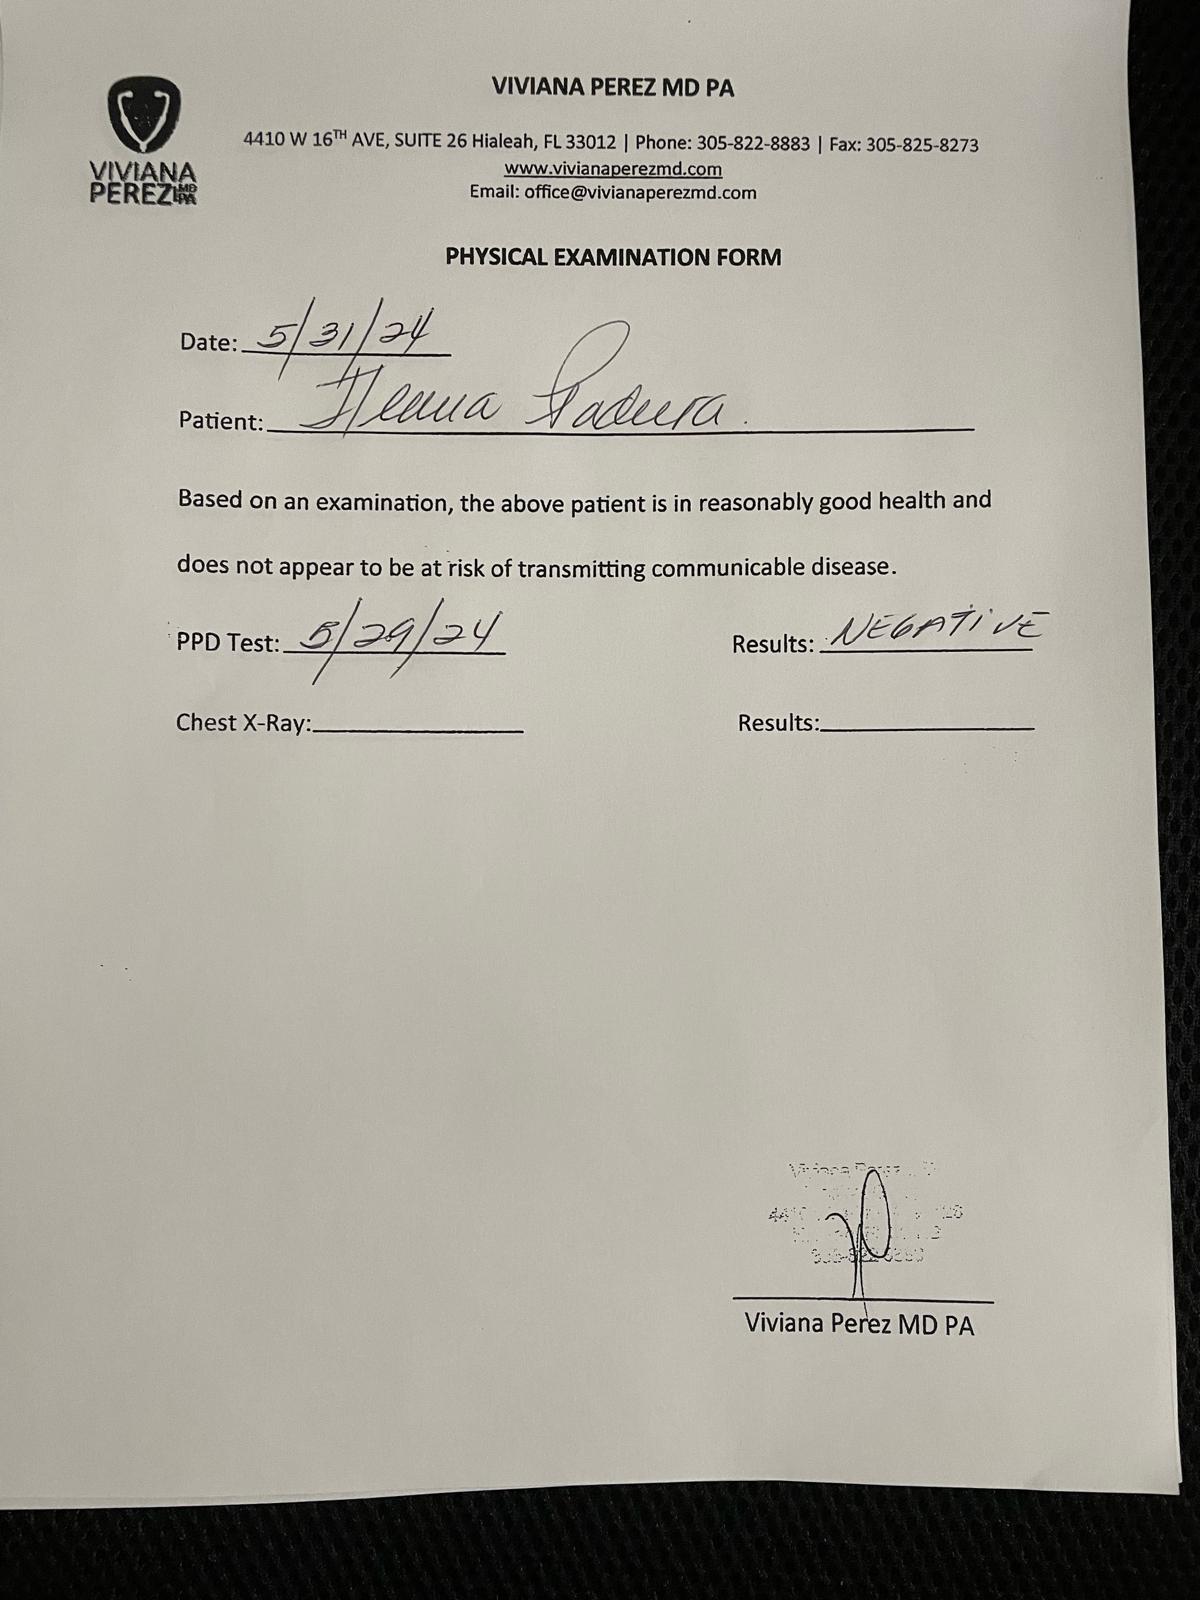 VIVIANA
PEREZ MD PA
VIVIANA PEREZ MD PA
4410 W 16TH AVE, SUITE 26 Hialeah, FL 33012 | Phone: 305-822-8883 | Fax: 305-825-8273
www.vivianaperezmd.com
Email: office@vivianaperezmd.com
PHYSICAL EXAMINATION FORM
Date: 5/31/24
Patient: Ileana Padura
Based on an examination, the above patient is in reasonably good health and
does not appear to be at risk of transmitting communicable disease.
PPD Test: 5/29/24 Results: NEGATIVE
Chest X-Ray: Results:
Viviana Perez MD PA